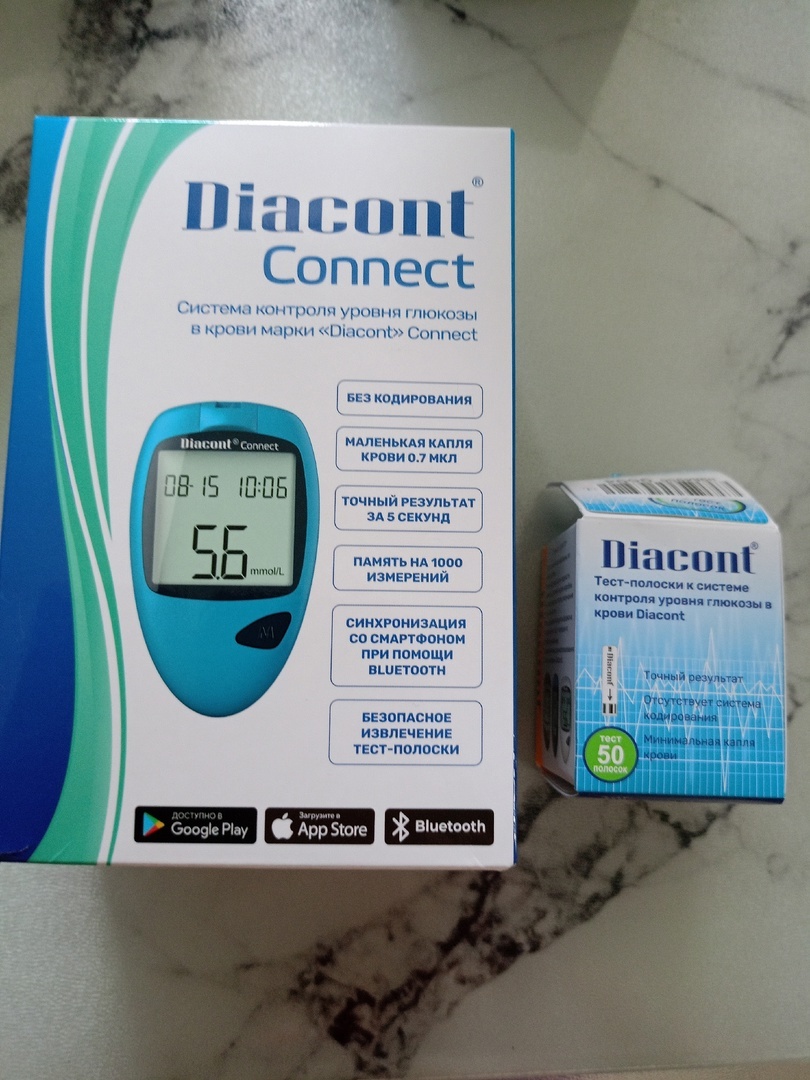 Diacont®
Connect
Система контроля уровня глюкозы
в крови марки «Diacont» Connect
БЕЗ КОДИРОВАНИЯ
МАЛЕНЬКАЯ КАПЛЯ
КРОВИ 0.7 МКЛ
ТОЧНЫЙ РЕЗУЛЬТАТ
ЗА 5 СЕКУНД
ПАМЯТЬ НА 1000
ИЗМЕРЕНИЙ
СИНХРОНИЗАЦИЯ
СО СМАРТФОНОМ
ПРИ ПОМОЩИ
BLUETOOTH
БЕЗОПАСНОЕ
ИЗВЛЕЧЕНИЕ
ТЕСТ-ПОЛОСКИ
Diacont® Connect
08-15 10:06
5.6 mmol/L
M
ДОСТУПНО В
Google Play
Загрузите в
App Store
Bluetooth
Diacont®
Тест-полоски к системе
контроля уровня глюкозы в
крови Diacont
Diacont
Точный результат
Отсутствует система
кодирования
Минимальная капля
крови
тест
50
полосок